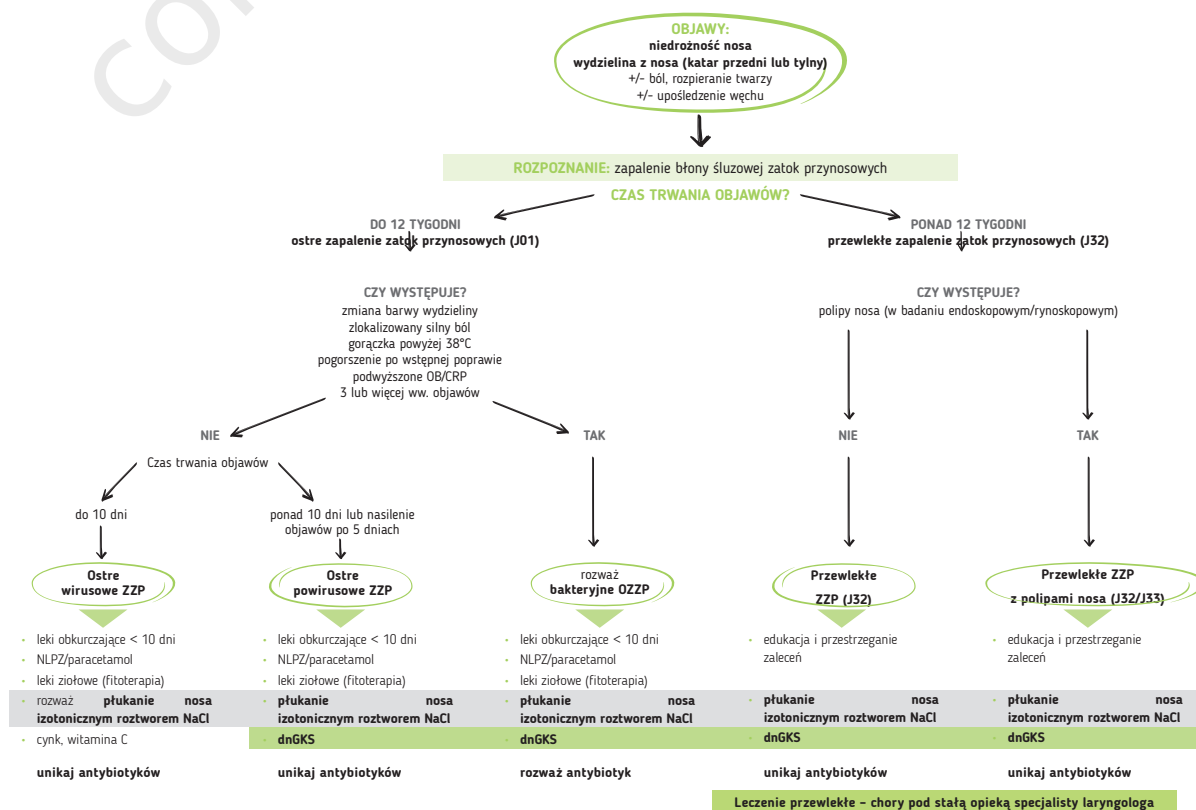 OBJAWY:
niedrożność nosa
wydzielina z nosa (katar przedni lub tylny)
+/- ból, rozpieranie twarzy
+/- upośledzenie węchu
ROZPOZNANIE: zapalenie błony śluzowej zatok przynosowych
CZAS TRWANIA OBJAWÓW?
DO 12 TYGODNI
ostre zapalenie zatok przynosowych (J01)
PONAD 12 TYGODNI
przewlekłe zapalenie zatok przynosowych (J32)
CZY WYSTĘPUJE?
zmiana barwy wydzieliny
zlokalizowany silny ból
gorączka powyżej 38°C
pogorszenie po wstępnej poprawie
podwyższone OB/CRP
3 lub więcej ww. objawów
CZY WYSTĘPUJE?
polipy nosa (w badaniu endoskopowym/rynoskopowym)
NIE
TAK
NIE
TAK
Czas trwania objawów
do 10 dni
ponad 10 dni lub nasilenie
objawów po 5 dniach
Ostre
wirusowe ZZP
• leki obkurczające < 10 dni
• NLPZ/paracetamol
• leki ziołowe (fitoterapia)
• rozważ płukanie nosa
izotonicznym roztworem NaCl
• cynk, witamina C
unikaj antybiotyków
Ostre
powirusowe ZZP
• leki obkurczające < 10 dni
• NLPZ/paracetamol
• leki ziołowe (fitoterapia)
• płukanie nosa
izotonicznym roztworem NaCl
• dnGKS
unikaj antybiotyków
rozważ
bakteryjne OZZP
• leki obkurczające < 10 dni
• NLPZ/paracetamol
• leki ziołowe (fitoterapia)
• płukanie nosa
izotonicznym roztworem NaCl
• dnGKS
rozważ antybiotyk
Przewlekłe
ZZP (J32)
• edukacja i przestrzeganie
zaleceń
• płukanie nosa
izotonicznym roztworem NaCl
• dnGKS
unikaj antybiotyków
Przewlekłe ZZP
z polipami nosa (J32/J33)
• edukacja i przestrzeganie
zaleceń
• płukanie nosa
izotonicznym roztworem NaCl
• dnGKS
unikaj antybiotyków
Leczenie przewlekłe – chory pod stałą opieką specjalisty laryngologa